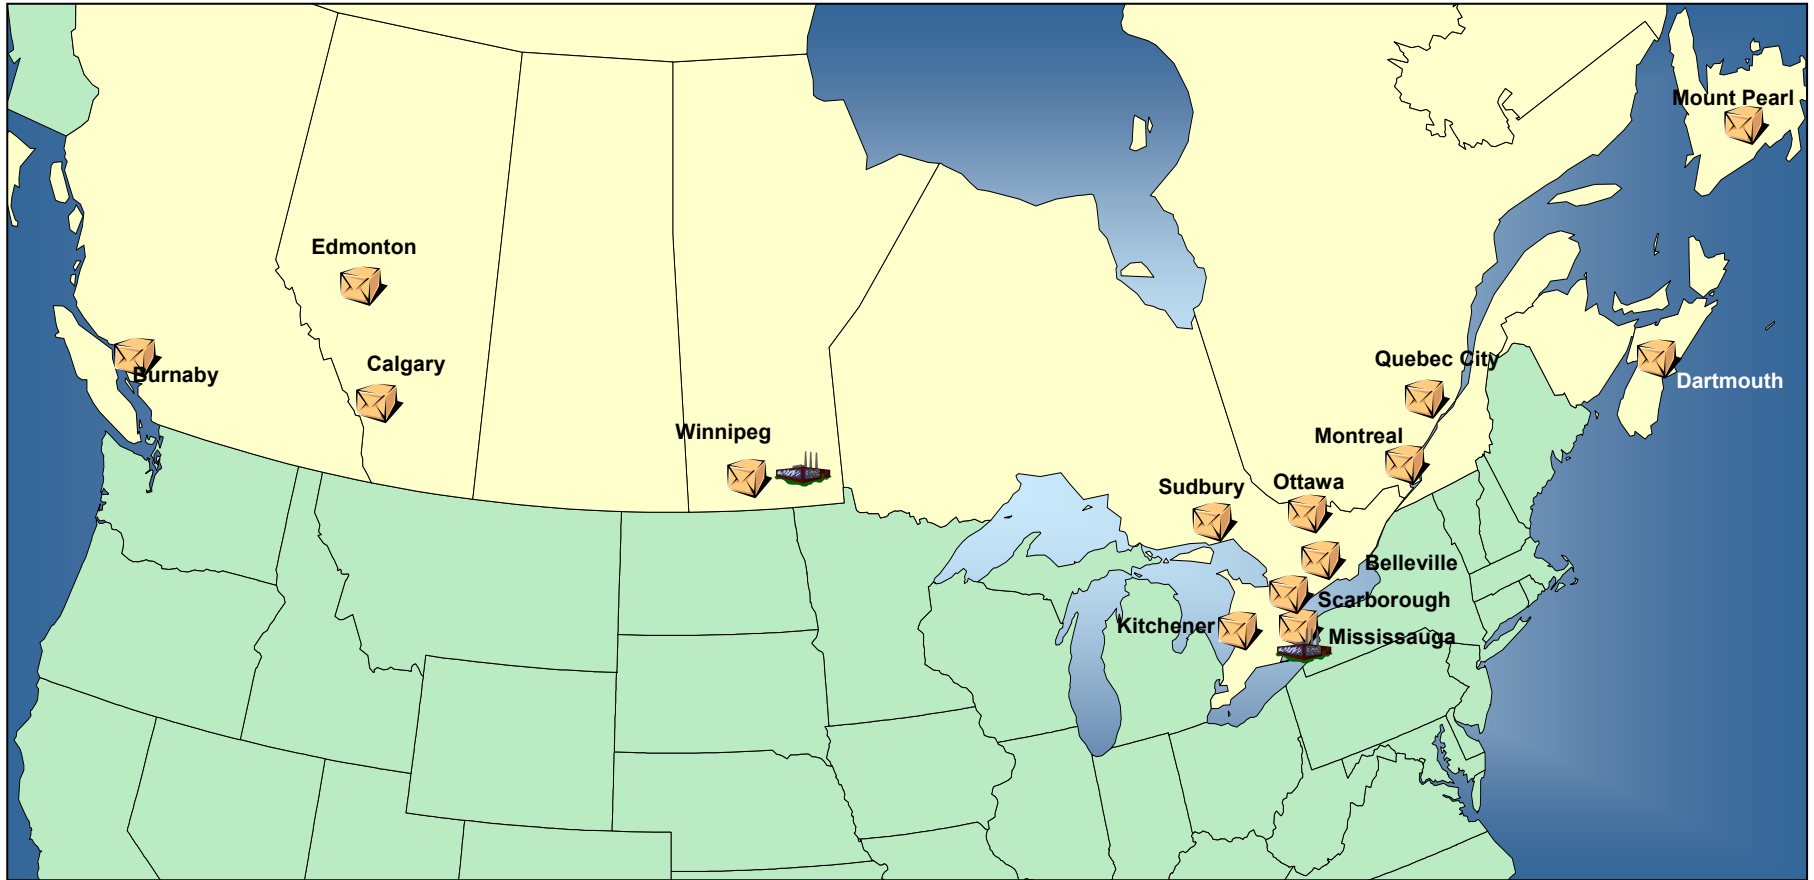 Mount Pearl
Edmonton
Calgary
Burnaby
Quebec City
Dartmouth
Winnipeg
Montreal
Sudbury
Ottawa
Belleville
Scarborough
Kitchener
Mississauga